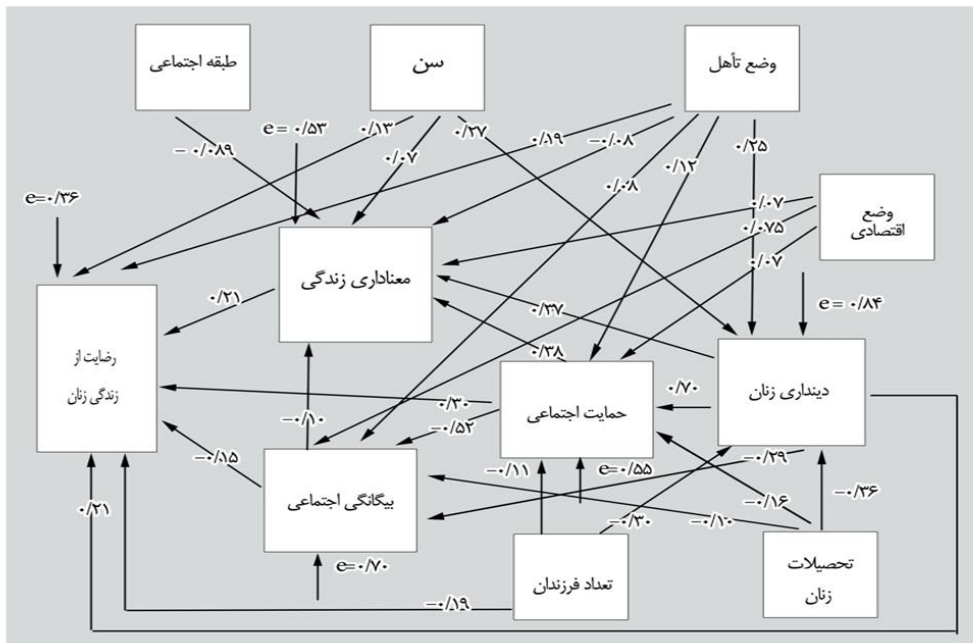 وضع تأهل
سن
طبقه اجتماعی
e = ۰/۵۳
۰/۱۳
۰/۲۷
۰/۱۹
-۰/۰۸
۰/۲۵
-۰/۰۸۹
۰/۰۷
۰/۱۲
۰/۰۸
e=۰/۳۶
وضع
اقتصادی
۰/۰۷
۰/۰۷۵
۰/۰۷
معناداری زندگی
e = ۰/۸۴
۰/۲۱
۰/۳۷
۰/۳۸
رضایت از
زندگی زنان
دینداری زنان
حمایت اجتماعی
۰/۷۰
۰/۳۰
-۰/۱۰
-۰/۵۲
-۰/۱۵
-۰/۱۱
e=۰/۵۵
-۰/۲۹
بیگانگی اجتماعی
-۰/۱۶
-۰/۳۶
۰/۲۱
-۰/۳۰
-۰/۱۰
e=۰/۷۰
تعداد فرزندان
تحصیلات
زنان
-۰/۱۹